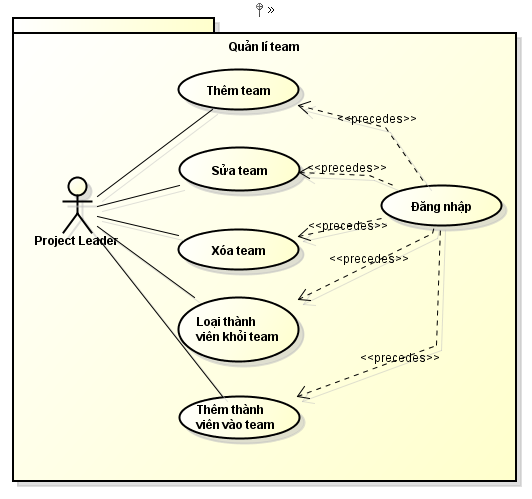 »
Quản lí team
Thêm team
<<precedes>>
Sửa team
<<precedes>>
Đăng nhập
Project Leader
Xóa team
<<precedes>>
<<precedes>>
Loại thành
viên khỏi team
<<precedes>>
Thêm thành
viên vào team